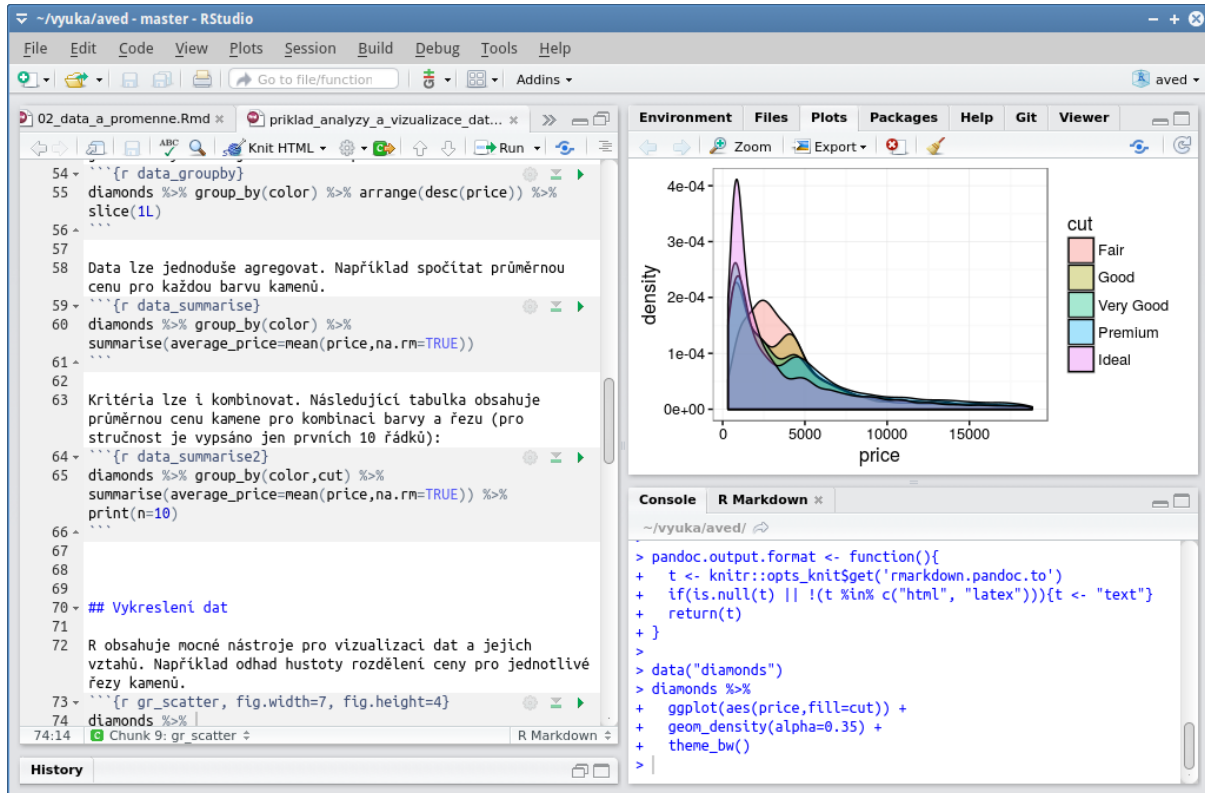 ~/vyuka/aved - master - RStudio
File Edit Code View Plots Session Build Debug Tools Help
Go to file/function Addins aved
02_data_a_promenne.Rmd × priklad_analyzy_a_vizualizace_dat... ×
ABC Knit HTML Run
54 ```{r data_groupby}
55 diamonds %>% group_by(color) %>% arrange(desc(price)) %>%
slice(1L)
56 ```
57
58 Data lze jednoduše agregovat. Například spočítat průměrnou
cenu pro každou barvu kamenů.
59 ```{r data_summarise}
60 diamonds %>% group_by(color) %>%
summarise(average_price=mean(price,na.rm=TRUE))
61 ```
62
63 Kritéria lze i kombinovat. Následující tabulka obsahuje
průměrnou cenu kamene pro kombinaci barvy a řezu (pro
stručnost je vypsáno jen prvních 10 řádků):
64 ```{r data_summarise2}
65 diamonds %>% group_by(color,cut) %>%
summarise(average_price=mean(price,na.rm=TRUE)) %>%
print(n=10)
66 ```
67
68
69
70 ## Vykreslení dat
71
72 R obsahuje mocné nástroje pro vizualizaci dat a jejich
vztahů. Například odhad hustoty rozdělení ceny pro jednotlivé
řezy kamenů.
73 ```{r gr_scatter, fig.width=7, fig.height=4}
74 diamonds %>%
74:14 C Chunk 9: gr_scatter R Markdown
History
Environment Files Plots Packages Help Git Viewer
Zoom Export
4e-04
3e-04
2e-04
1e-04
0e+00
density
0 5000 10000 15000
price
cut
Fair
Good
Very Good
Premium
Ideal
Console R Markdown ×
~/vyuka/aved/
> pandoc.output.format <- function(){
+ t <- knitr::opts_knit$get('rmarkdown.pandoc.to')
+ if(is.null(t) || !(t %in% c("html", "latex"))){t <- "text"}
+ return(t)
+ }
>
> data("diamonds")
> diamonds %>%
+ ggplot(aes(price,fill=cut)) +
+ geom_density(alpha=0.35) +
+ theme_bw()
>